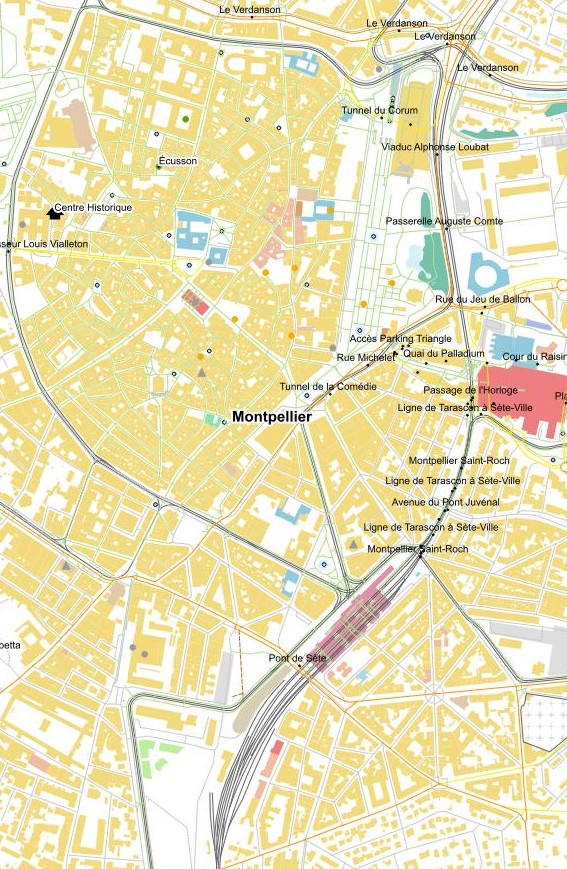 Le Verdanson
Le Verdanson
Le Verdanson
Le Verdanson
Tunnel du Corum
Viaduc Alphonse Loubat
Écusson
Centre Historique
Passerelle Auguste Comte
sseur Louis Vialleton
Rue du Jeu de Ballon
Accès Parking Triangle
Rue Michelet
Quai du Palladium
Cour du Raisin
Tunnel de la Comédie
Passage de l'Horloge
Pla
Ligne de Tarascon à Sète-Ville
Montpellier
Montpellier Saint-Roch
Ligne de Tarascon à Sète-Ville
Avenue du Pont Juvénal
Ligne de Tarascon à Sète-Ville
Montpellier Saint-Roch
betta
Pont de Sète